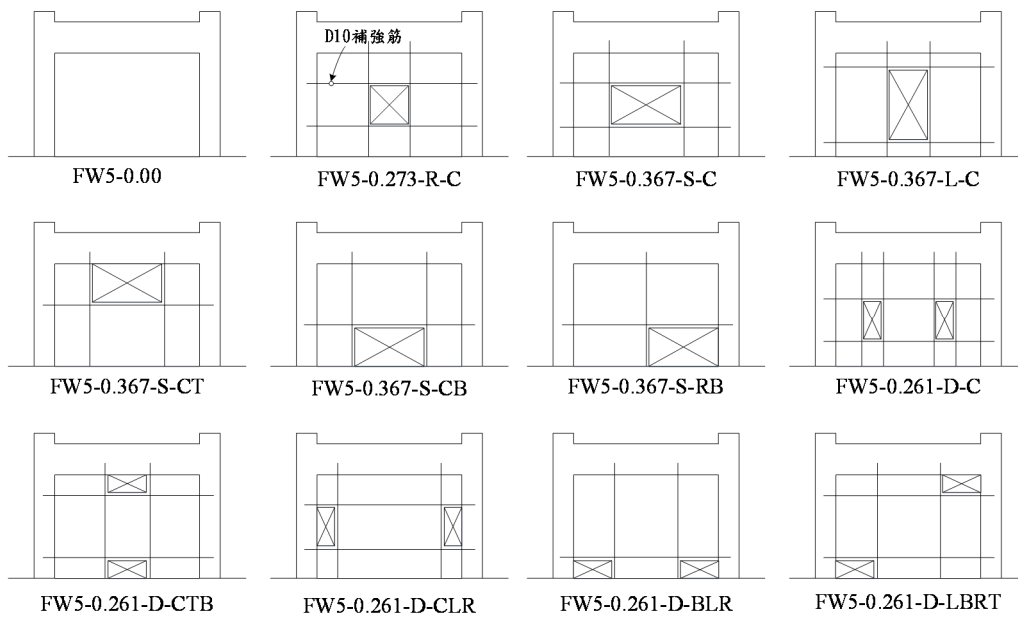 D10補強筋
FW5-0.00
FW5-0.273-R-C
FW5-0.367-S-C
FW5-0.367-L-C
FW5-0.367-S-CT
FW5-0.367-S-CB
FW5-0.367-S-RB
FW5-0.261-D-C
FW5-0.261-D-CTB
FW5-0.261-D-CLR
FW5-0.261-D-BLR
FW5-0.261-D-LBRT